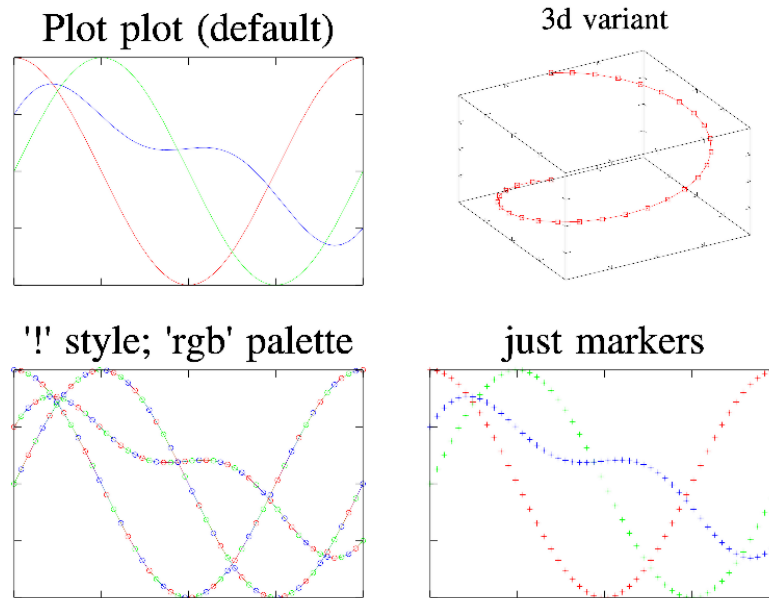 Plot plot (default)
3d variant
'!' style; 'rgb' palette
just markers